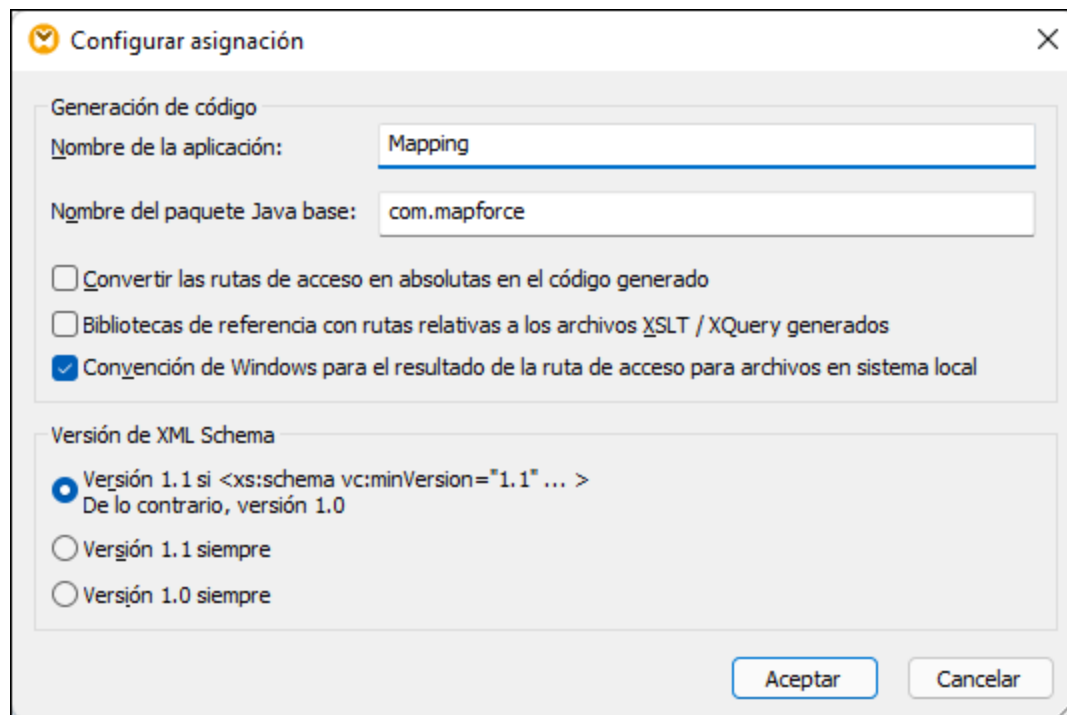 Configurar asignación
Generación de código
Nombre de la aplicación:
Mapping
Nombre del paquete Java base:
com.mapforce
Convertir las rutas de acceso en absolutas en el código generado
Bibliotecas de referencia con rutas relativas a los archivos XSLT / XQuery generados
Convención de Windows para el resultado de la ruta de acceso para archivos en sistema local
Versión de XML Schema
Versión 1.1 si <xs:schema vc:minVersion="1.1" ... >
De lo contrario, versión 1.0
Versión 1.1 siempre
Versión 1.0 siempre
Aceptar
Cancelar